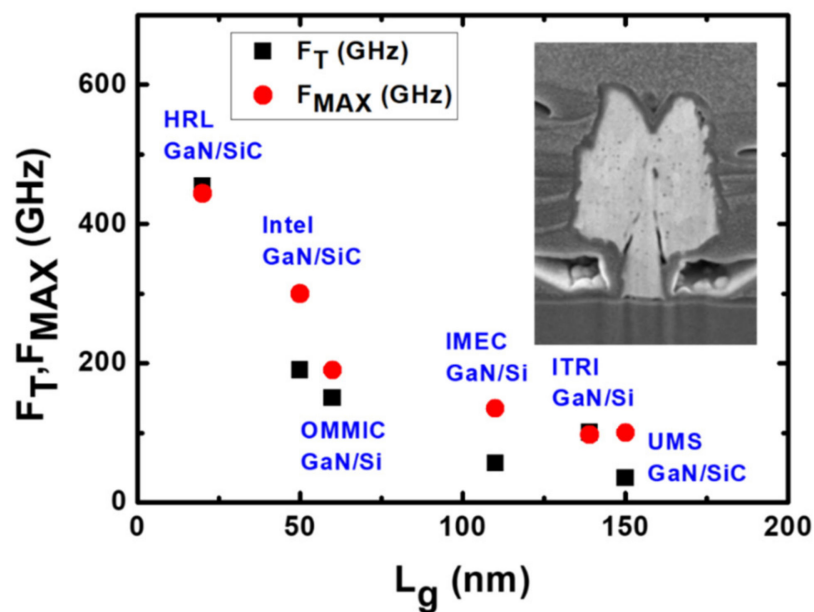 F_T (GHz)
F_MAX (GHz)
HRL
GaN/SiC
Intel
GaN/SiC
OMMIC
GaN/Si
IMEC
GaN/Si
ITRI
GaN/Si
UMS
GaN/SiC
F_T,F_MAX (GHz)
600
400
200
0
0
50
100
150
200
L_g (nm)